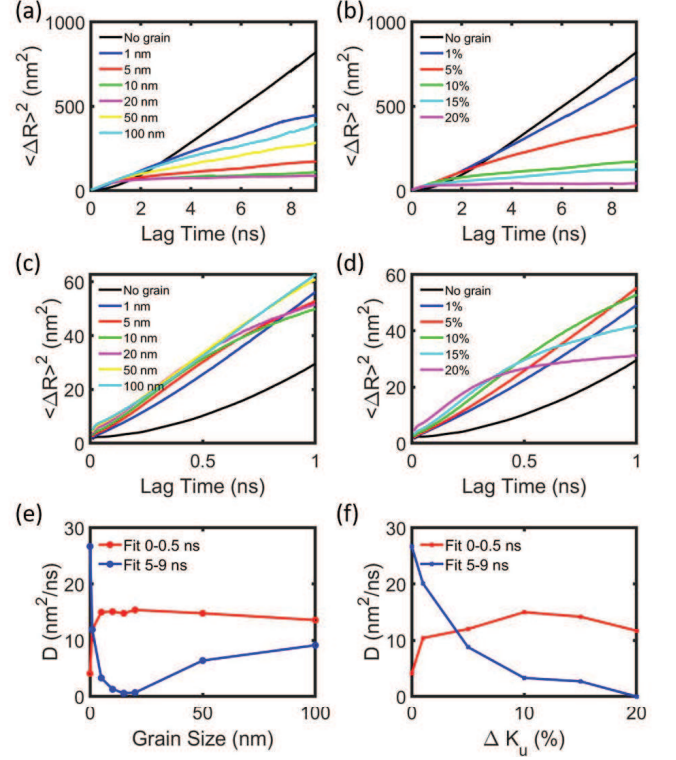 (a)
1000
500
0
<ΔR>² (nm²)
No grain
1 nm
5 nm
10 nm
20 nm
50 nm
100 nm
0 2 4 6 8
Lag Time (ns)
(b)
1000
500
0
<ΔR>² (nm²)
No grain
1%
5%
10%
15%
20%
0 2 4 6 8
Lag Time (ns)
(c)
60
40
20
0
<ΔR>² (nm²)
No grain
1 nm
5 nm
10 nm
20 nm
50 nm
100 nm
0 0.5 1
Lag Time (ns)
(d)
60
40
20
0
<ΔR>² (nm²)
No grain
1%
5%
10%
15%
20%
0 0.5 1
Lag Time (ns)
(e)
30
20
10
0
D (nm²/ns)
Fit 0-0.5 ns
Fit 5-9 ns
0 50 100
Grain Size (nm)
(f)
30
20
10
0
D (nm²/ns)
Fit 0-0.5 ns
Fit 5-9 ns
0 5 10 15 20
Δ Kᵤ (%)